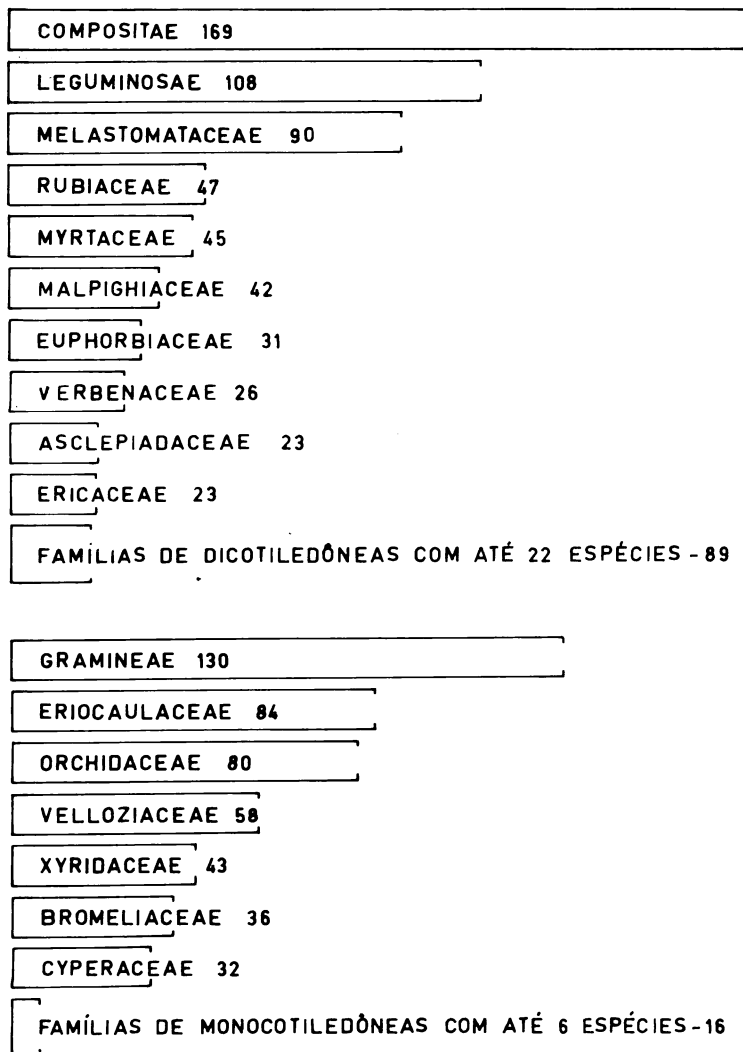 COMPOSITAE 169
LEGUMINOSAE 108
MELASTOMATACEAE 90
RUBIACEAE 47
MYRTACEAE 45
MALPIGHIACEAE 42
EUPHORBIACEAE 31
VERBENACEAE 26
ASCLEPIADACEAE 23
ERICACEAE 23
FAMÍLIAS DE DICOTILEDÔNEAS COM ATÉ 22 ESPÉCIES - 89
GRAMINEAE 130
ERIOCAULACEAE 84
ORCHIDACEAE 80
VELLOZIACEAE 58
XYRIDACEAE 43
BROMELIACEAE 36
CYPERACEAE 32
FAMÍLIAS DE MONOCOTILEDÔNEAS COM ATÉ 6 ESPÉCIES - 16